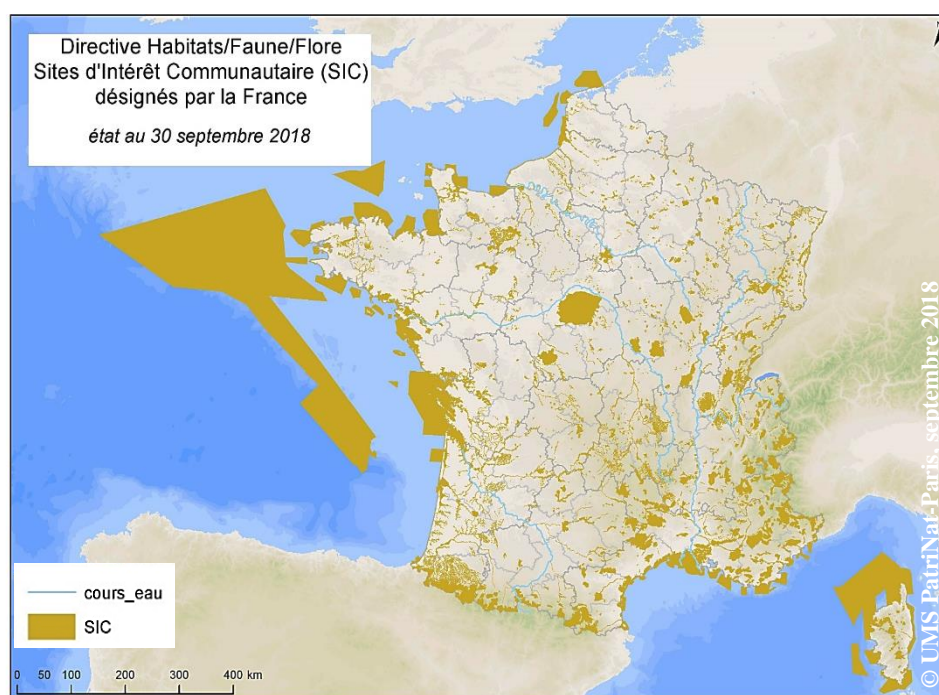 Directive Habitats/Faune/Flore
Sites d'Intérêt Communautaire (SIC)
désignés par la France
état au 30 septembre 2018
cours_eau
SIC
0 50 100 200 300 400 km
© UMS PatriNat-Paris, septembre 2018